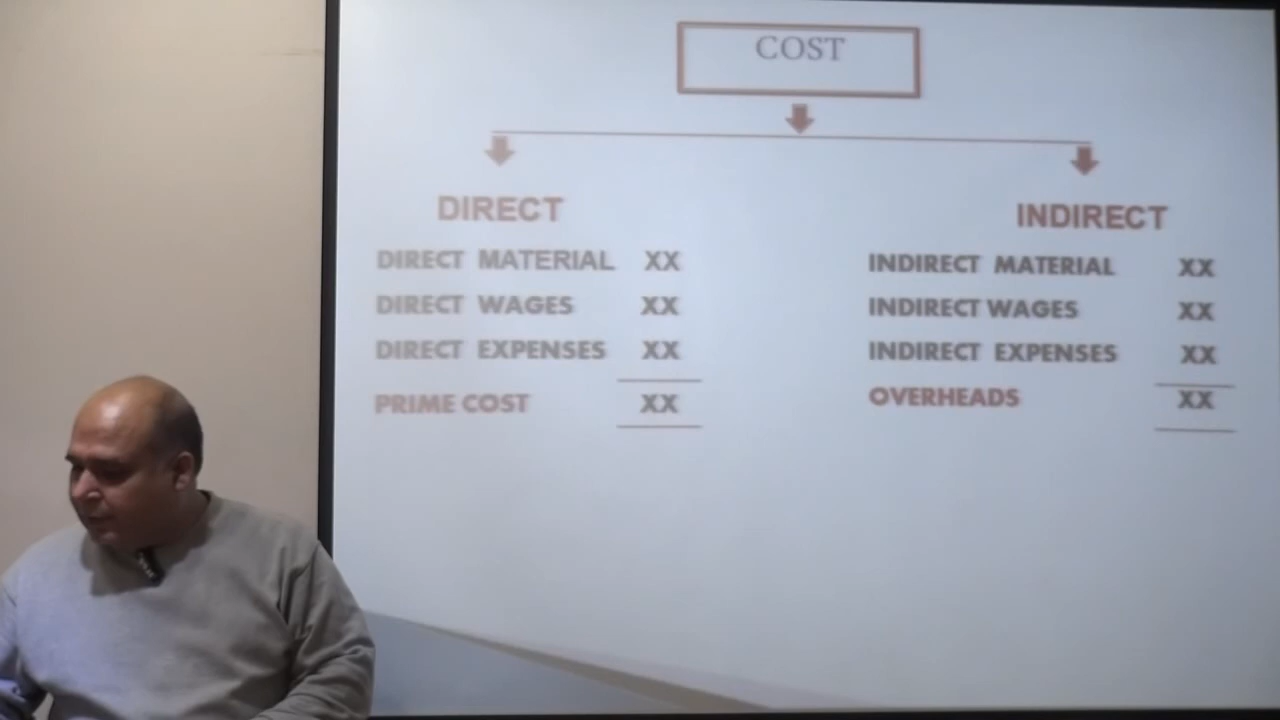 COST
DIRECT
DIRECT MATERIAL XX
DIRECT WAGES XX
DIRECT EXPENSES XX
PRIME COST XX
INDIRECT
INDIRECT MATERIAL XX
INDIRECT WAGES XX
INDIRECT EXPENSES XX
OVERHEADS XX